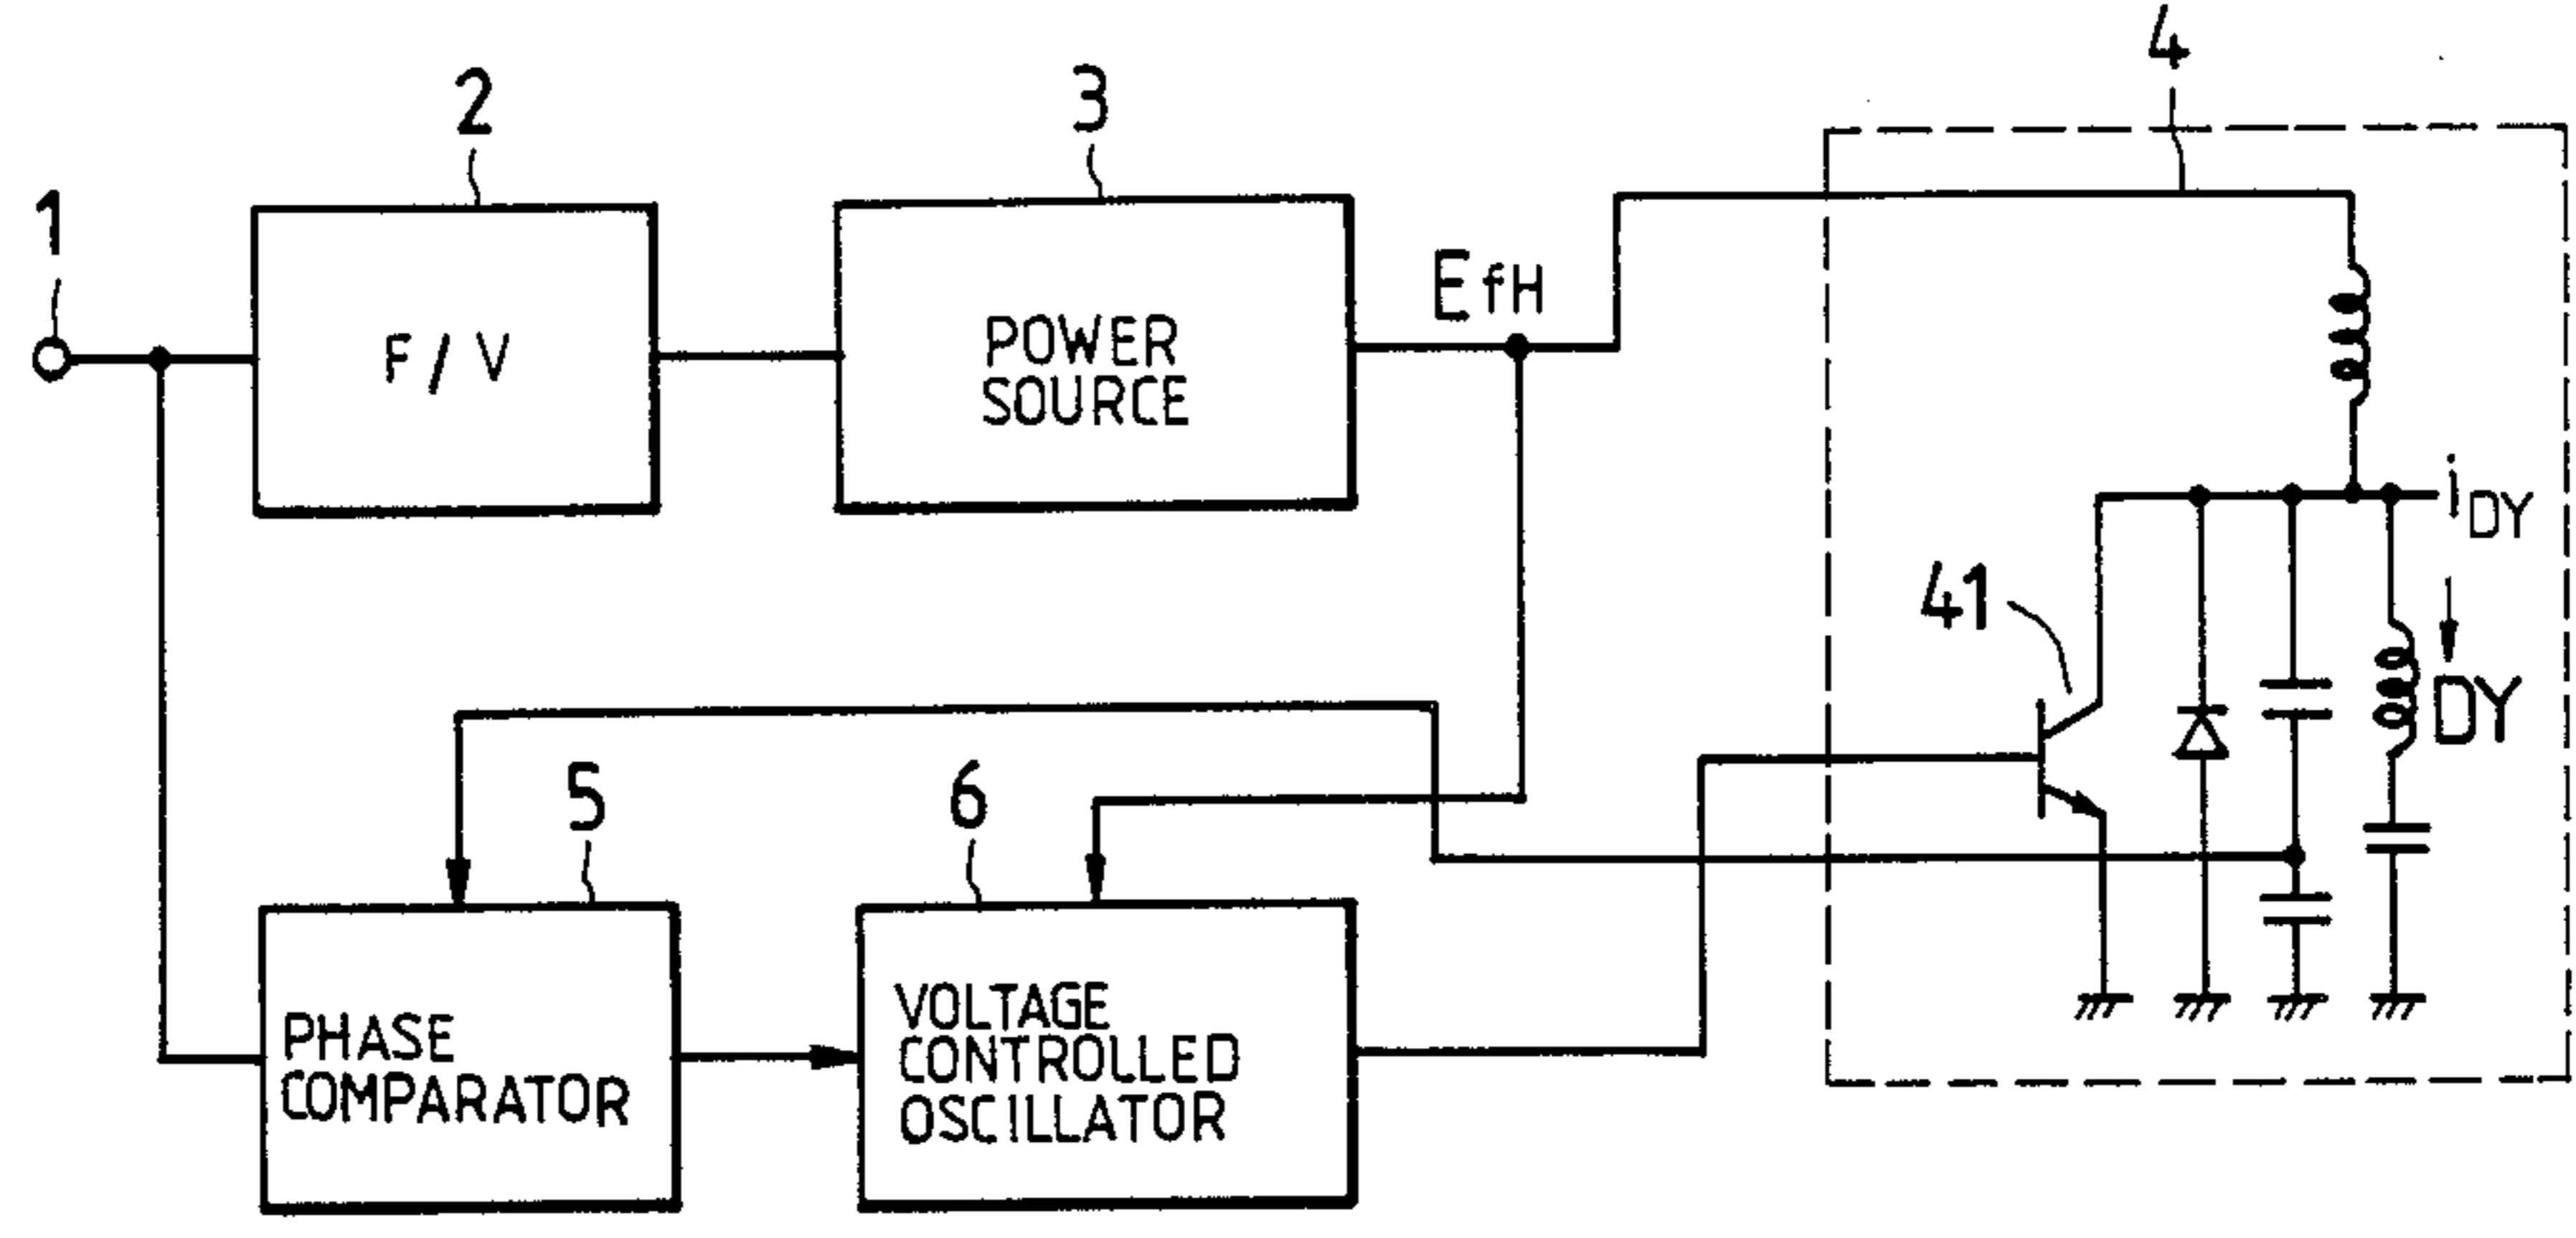 1
2
3
4
F / V
POWER
SOURCE
EfH
iDY
DY
41
5
6
PHASE
COMPARATOR
VOLTAGE
CONTROLLED
OSCILLATOR